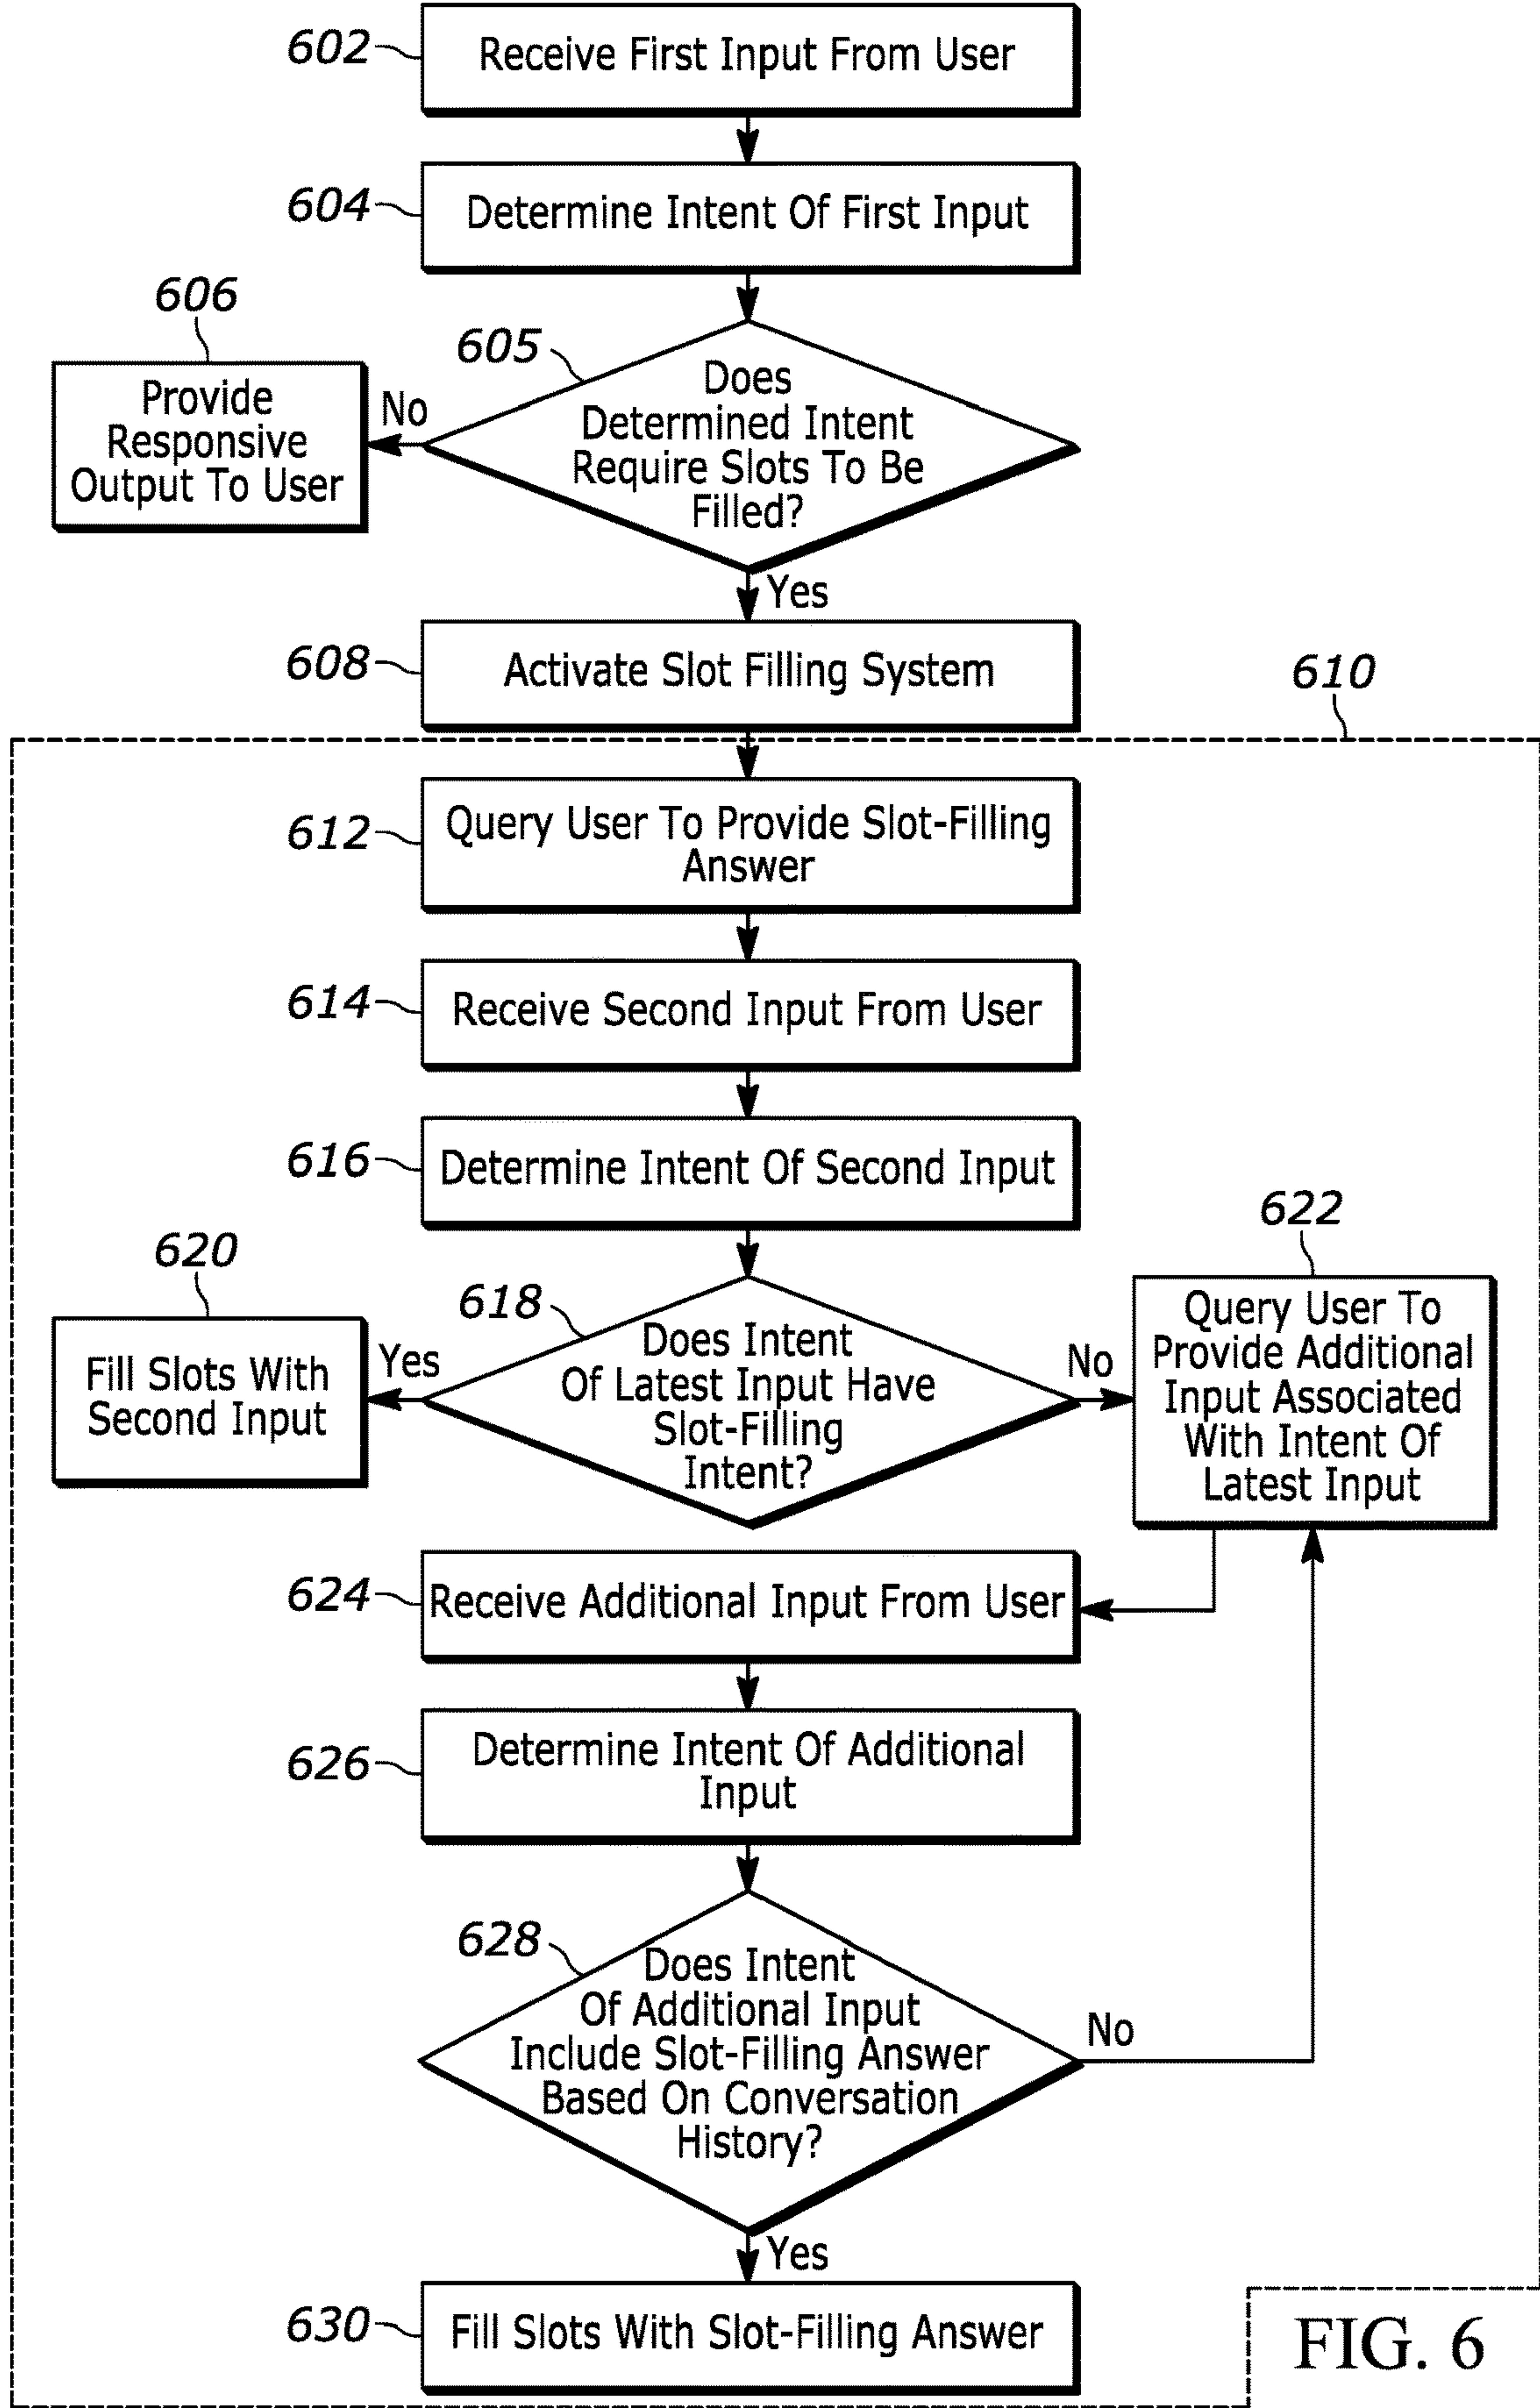 602
Receive First Input From User
604
Determine Intent Of First Input
606
Provide
Responsive
Output To User
No
605
Does
Determined Intent
Require Slots To Be
Filled?
Yes
608
Activate Slot Filling System
610
612
Query User To Provide Slot-Filling
Answer
614
Receive Second Input From User
616
Determine Intent Of Second Input
620
Fill Slots With
Second Input
Yes
618
Does Intent
Of Latest Input Have
Slot-Filling
Intent?
No
622
Query User To
Provide Additional
Input Associated
With Intent Of
Latest Input
624
Receive Additional Input From User
626
Determine Intent Of Additional
Input
628
Does Intent
Of Additional Input
Include Slot-Filling Answer
Based On Conversation
History?
No
Yes
630
Fill Slots With Slot-Filling Answer
FIG. 6